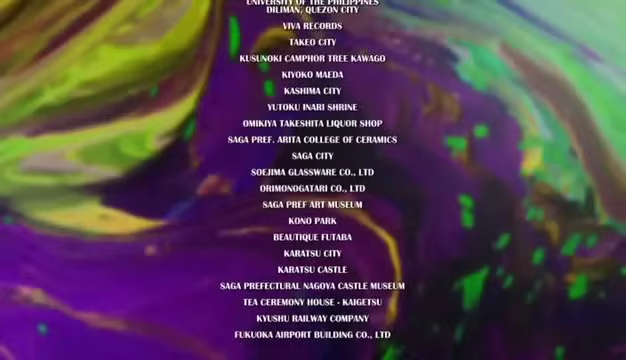 UNIVERSITY OF THE PHILIPPINES
DILIMAN, QUEZON CITY
VIVA RECORDS
TAKEO CITY
KUSUNOKI CAMPHOR TREE KAWAGO
KIYOKO MAEDA
KASHIMA CITY
YUTOKU INARI SHRINE
OMIKIYA TAKESHITA LIQUOR SHOP
SAGA PREF. ARITA COLLEGE OF CERAMICS
SAGA CITY
SOEJIMA GLASSWARE CO., LTD
ORIMONOGATARI CO., LTD
SAGA PREF ART MUSEUM
KONO PARK
BEAUTIQUE FUTABA
KARATSU CITY
KARATSU CASTLE
SAGA PREFECTURAL NAGOYA CASTLE MUSEUM
TEA CEREMONY HOUSE - KAIGETSU
KYUSHU RAILWAY COMPANY
FUKUOKA AIRPORT BUILDING CO., LTD